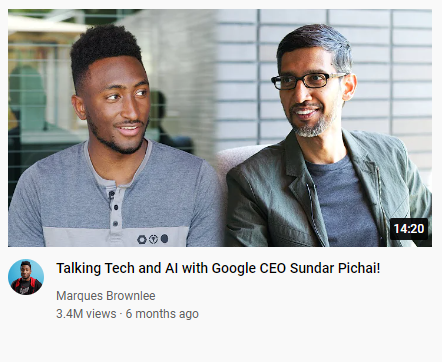 14:20
Talking Tech and AI with Google CEO Sundar Pichai!
Marques Brownlee
3.4M views · 6 months ago